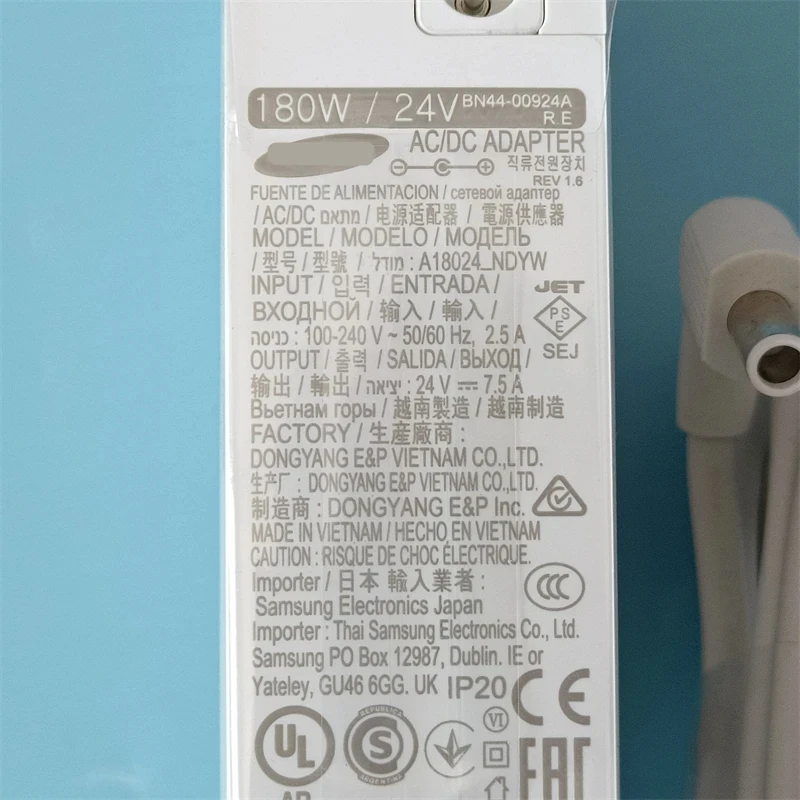 180W / 24V BN44-00924A
R.E
AC/DC ADAPTER
직류전원장치
REV 1.6
FUENTE DE ALIMENTACION / сетевой адаптер
/ AC/DC מתאם / 电源适配器 / 電源供應器
MODEL / MODELO / МОДЕЛЬ
/ 型号 / 型號 / מודל : A18024_NDYW
INPUT / 입력 / ENTRADA /
ВХОДНОЙ / 输入 / 輸入 /
כניסה : 100-240 V ~ 50/60 Hz, 2.5 A
OUTPUT / 출력 / SALIDA / ВЫХОД /
输出 / 輸出 / יציאה : 24 V ⎓ 7.5 A
JET
PSE
SEJ
Вьетнам горы / 越南製造 / 越南制造
FACTORY / 生産廠商 :
DONGYANG E&P VIETNAM CO.,LTD.
生产厂 : DONGYANG E&P VIETNAM CO.,LTD.
制造商 : DONGYANG E&P Inc.
MADE IN VIETNAM / HECHO EN VIETNAM
CAUTION : RISQUE DE CHOC ÉLECTRIQUE.
Importer / 日本 輸入業者 :
Samsung Electronics Japan
CCC
Importer : Thai Samsung Electronics Co., Ltd.
Samsung PO Box 12987, Dublin. IE or
Yateley, GU46 6GG. UK IP20 CE
UL S VI
REPUBLICA
ARGENTINA
EAC